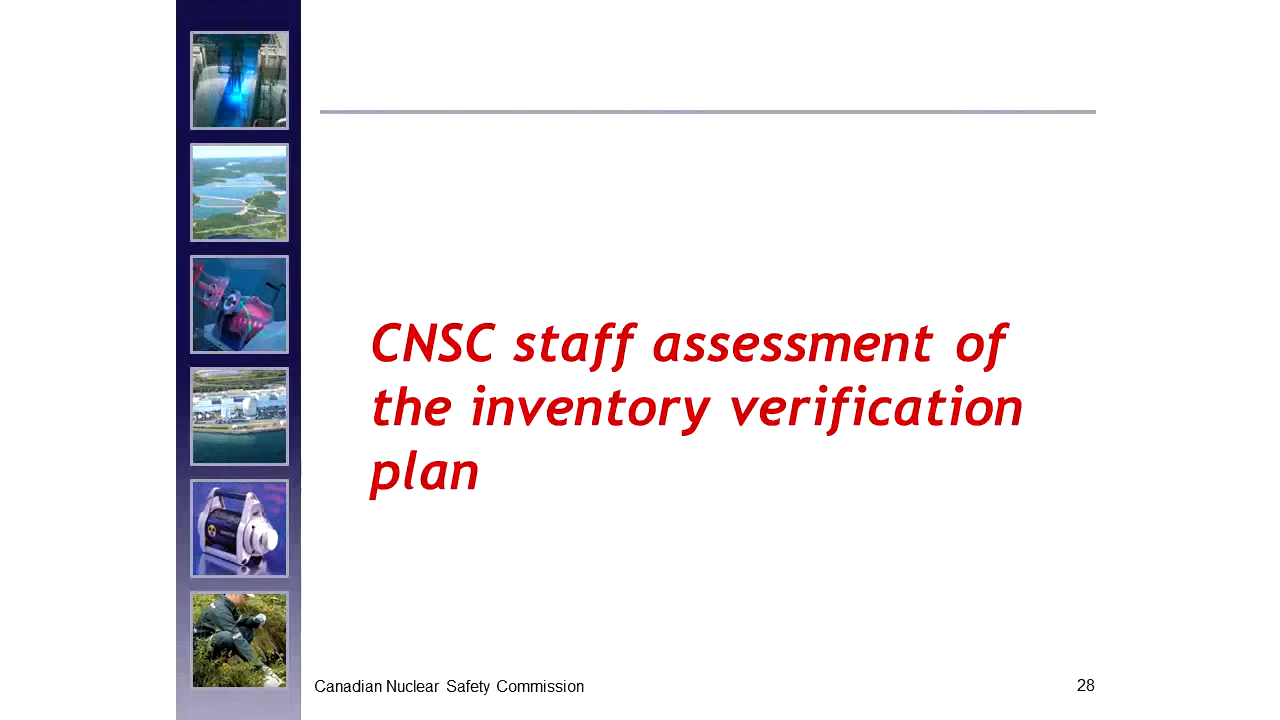 CNSC staff assessment of
the inventory verification
plan
Canadian Nuclear Safety Commission
28